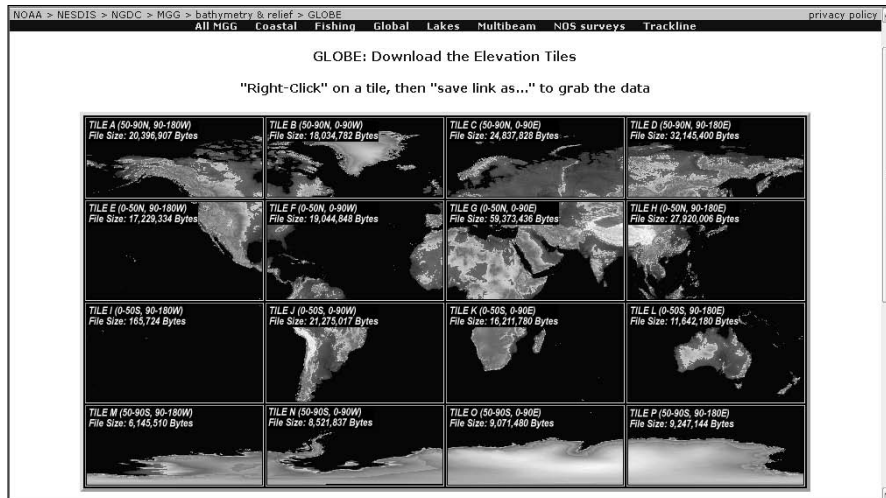 NOAA > NESDIS > NGDC > MGG > bathymetry & relief > GLOBE privacy policy
All MGG Coastal Fishing Global Lakes Multibeam NOS surveys Trackline
GLOBE: Download the Elevation Tiles
"Right-Click" on a tile, then "save link as..." to grab the data
TILE A (50-90N, 90-180W)
File Size: 20,396,907 Bytes
TILE B (50-90N, 0-90W)
File Size: 18,034,782 Bytes
TILE C (50-90N, 0-90E)
File Size: 24,837,828 Bytes
TILE D (50-90N, 90-180E)
File Size: 32,145,400 Bytes
TILE E (0-50N, 90-180W)
File Size: 17,229,334 Bytes
TILE F (0-50N, 0-90W)
File Size: 19,044,848 Bytes
TILE G (0-50N, 0-90E)
File Size: 59,373,436 Bytes
TILE H (0-50N, 90-180E)
File Size: 27,920,006 Bytes
TILE I (0-50S, 90-180W)
File Size: 165,724 Bytes
TILE J (0-50S, 0-90W)
File Size: 21,275,017 Bytes
TILE K (0-50S, 0-90E)
File Size: 16,211,780 Bytes
TILE L (0-50S, 90-180E)
File Size: 11,642,180 Bytes
TILE M (50-90S, 90-180W)
File Size: 6,145,510 Bytes
TILE N (50-90S, 0-90W)
File Size: 8,521,837 Bytes
TILE O (50-90S, 0-90E)
File Size: 9,071,480 Bytes
TILE P (50-90S, 90-180E)
File Size: 9,247,144 Bytes